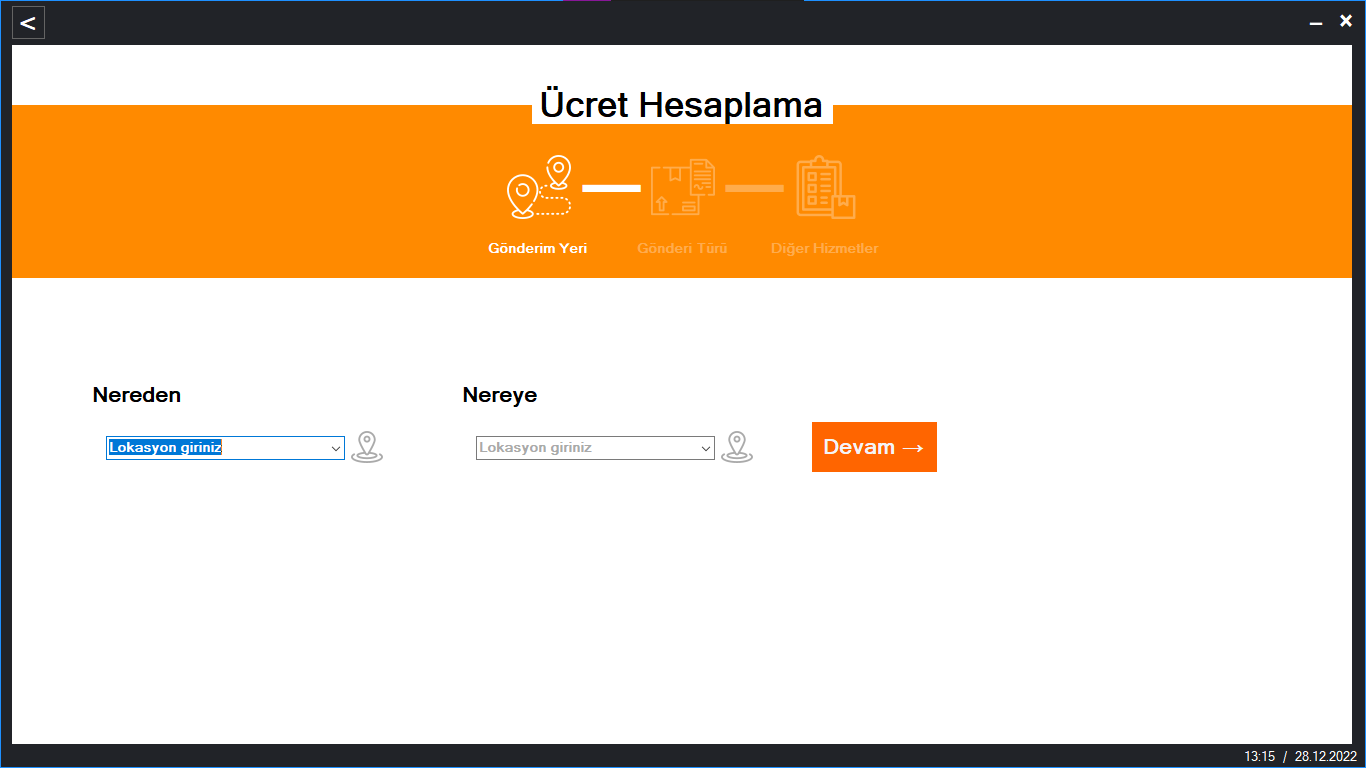 <
Ücret Hesaplama
Gönderim Yeri Gönderi Türü Diğer Hizmetler
Nereden Nereye
Lokasyon giriniz Lokasyon giriniz Devam →
13:15 / 28.12.2022